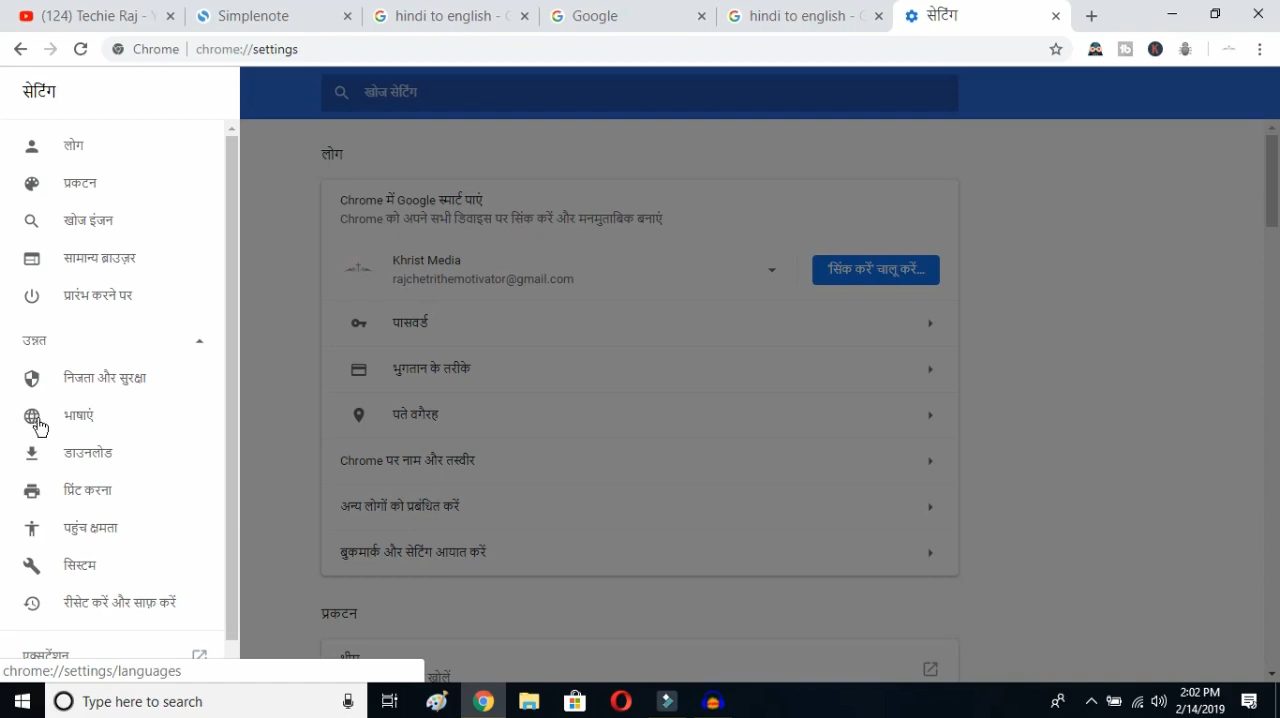 (124) Techie Raj - Y
Simplenote
hindi to english - G
Google
hindi to english - G
सेटिंग
Chrome
chrome://settings
सेटिंग
खोज सेटिंग
लोग
प्रकटन
खोज इंजन
सामान्य ब्राउज़र
प्रारंभ करने पर
उन्नत
निजता और सुरक्षा
भाषाएं
डाउनलोड
प्रिंट करना
पहुंच क्षमता
सिस्टम
रीसेट करें और साफ़ करें
एक्सटेंशन
chrome://settings/languages
लोग
Chrome में Google स्मार्ट पाएं
Chrome को अपने सभी डिवाइस पर सिंक करें और मनमुताबिक बनाएं
Khrist Media
rajchetrithemotivator@gmail.com
'सिंक करें' चालू करें...
पासवर्ड
भुगतान के तरीके
पते वगैरह
Chrome पर नाम और तस्वीर
अन्य लोगों को प्रबंधित करें
बुकमार्क और सेटिंग आयात करें
प्रकटन
थीम
खोलें
Type here to search
2:02 PM
2/14/2019